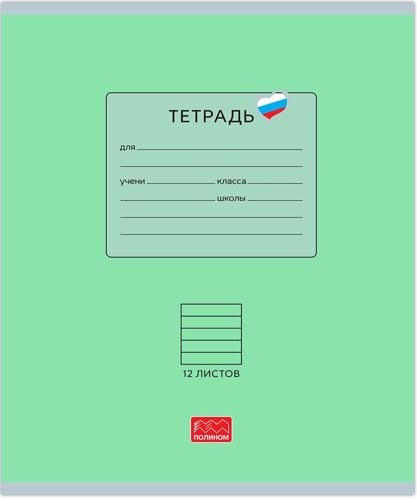 ТЕТРАДЬ
для
учени класса
школы
12 ЛИСТОВ
ПОЛИНОМ